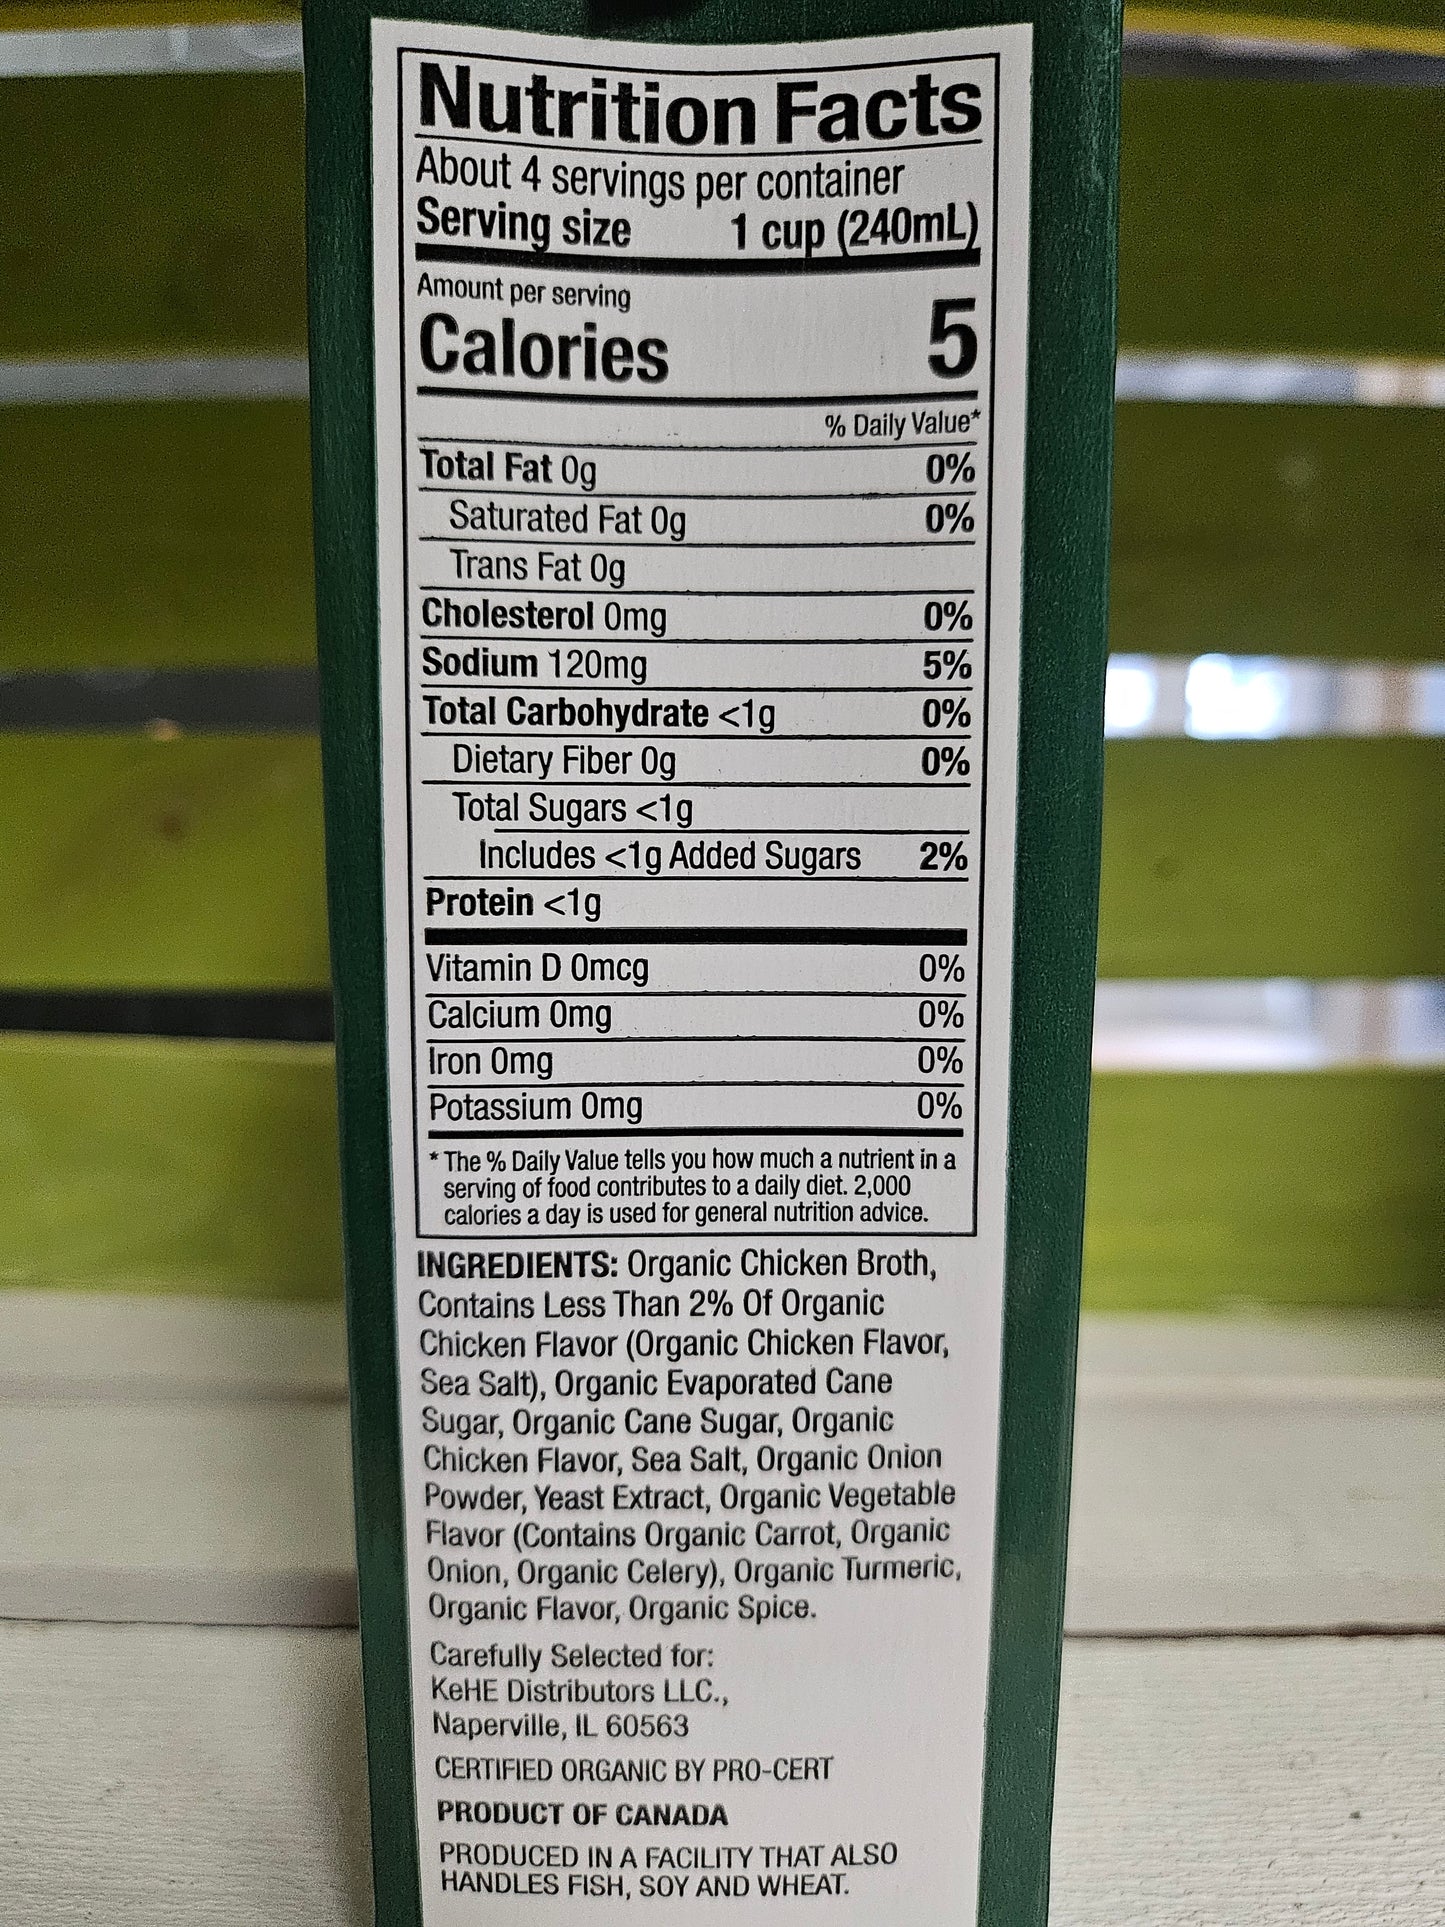 Nutrition Facts
About 4 servings per container
Serving size 1 cup (240mL)
Amount per serving
Calories 5
% Daily Value*
Total Fat 0g 0%
Saturated Fat 0g 0%
Trans Fat 0g
Cholesterol 0mg 0%
Sodium 120mg 5%
Total Carbohydrate <1g 0%
Dietary Fiber 0g 0%
Total Sugars <1g
Includes <1g Added Sugars 2%
Protein <1g
Vitamin D 0mcg 0%
Calcium 0mg 0%
Iron 0mg 0%
Potassium 0mg 0%
* The % Daily Value tells you how much a nutrient in a
serving of food contributes to a daily diet. 2,000
calories a day is used for general nutrition advice.
INGREDIENTS: Organic Chicken Broth,
Contains Less Than 2% Of Organic
Chicken Flavor (Organic Chicken Flavor,
Sea Salt), Organic Evaporated Cane
Sugar, Organic Cane Sugar, Organic
Chicken Flavor, Sea Salt, Organic Onion
Powder, Yeast Extract, Organic Vegetable
Flavor (Contains Organic Carrot, Organic
Onion, Organic Celery), Organic Turmeric,
Organic Flavor, Organic Spice.
Carefully Selected for:
KeHE Distributors LLC.,
Naperville, IL 60563
CERTIFIED ORGANIC BY PRO-CERT
PRODUCT OF CANADA
PRODUCED IN A FACILITY THAT ALSO
HANDLES FISH, SOY AND WHEAT.